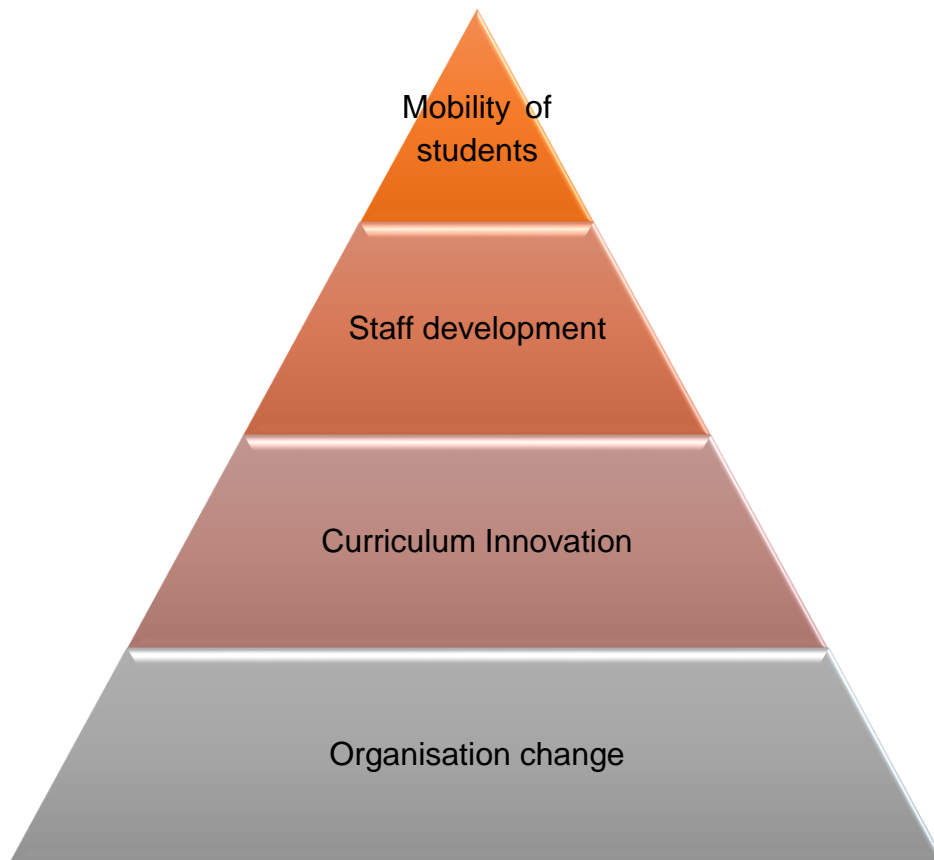 Mobility of
students
Staff development
Curriculum Innovation
Organisation change